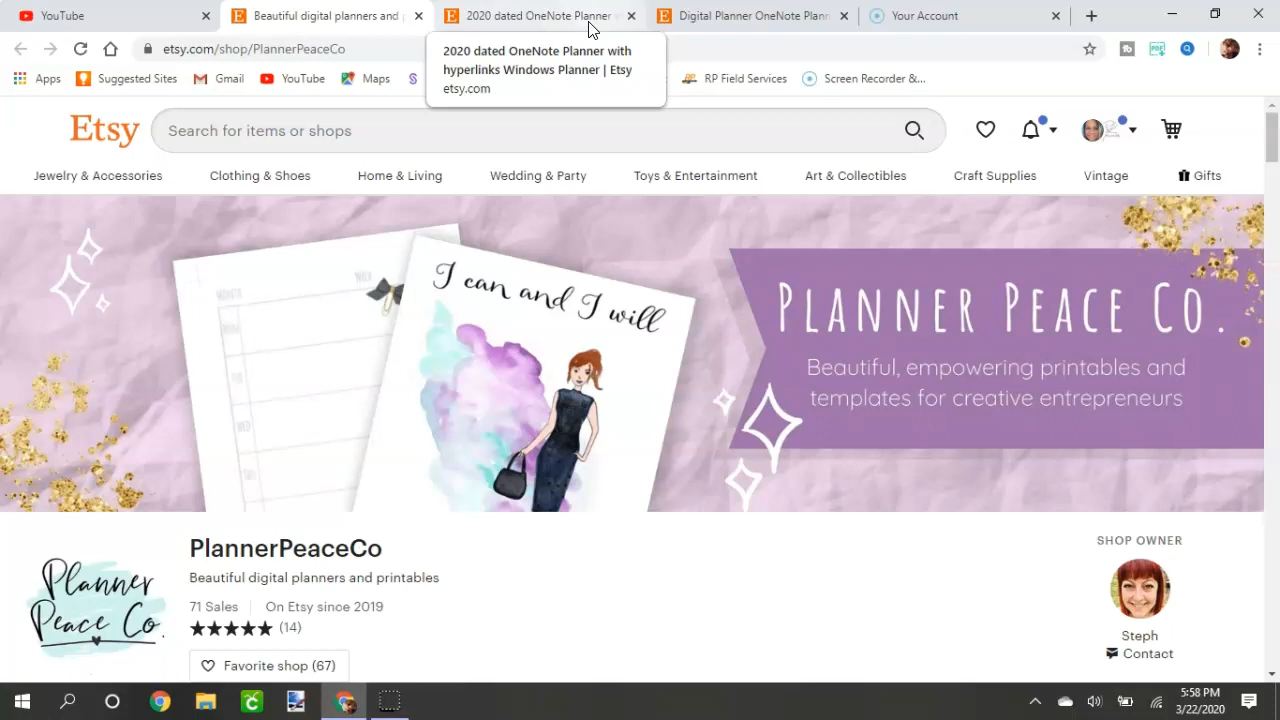 YouTube
Beautiful digital planners and
2020 dated OneNote Planner
Digital Planner OneNote Plann
Your Account
etsy.com/shop/PlannerPeaceCo
2020 dated OneNote Planner with
hyperlinks Windows Planner | Etsy
etsy.com
Apps
Suggested Sites
Gmail
YouTube
Maps
RP Field Services
Screen Recorder &...
Etsy
Search for items or shops
Jewelry & Accessories
Clothing & Shoes
Home & Living
Wedding & Party
Toys & Entertainment
Art & Collectibles
Craft Supplies
Vintage
Gifts
I can and I will
PLANNER PEACE CO.
Beautiful, empowering printables and
templates for creative entrepreneurs
Planner
Peace Co.
PlannerPeaceCo
Beautiful digital planners and printables
71 Sales
On Etsy since 2019
(14)
Favorite shop (67)
SHOP OWNER
Steph
Contact
5:58 PM
3/22/2020